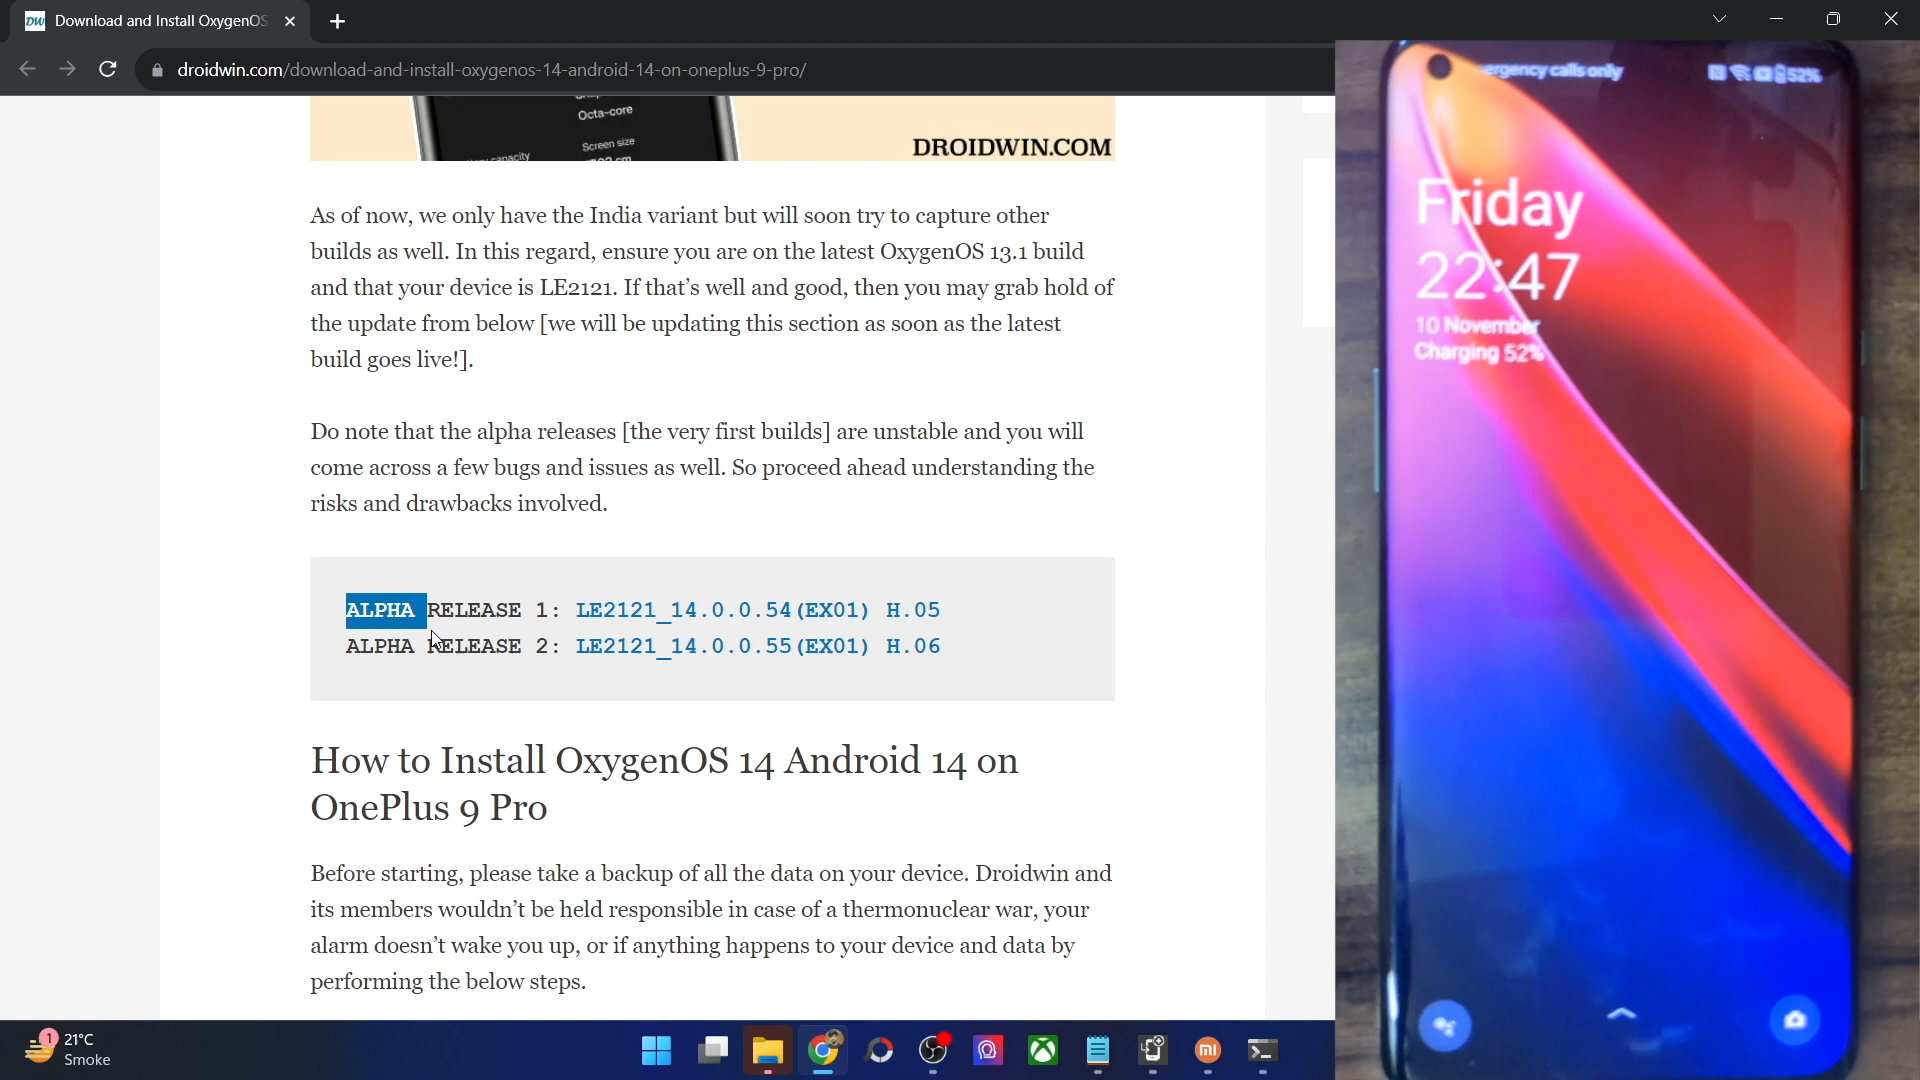 Download and Install OxygenOS
droidwin.com/download-and-install-oxygenos-14-android-14-on-oneplus-9-pro/
Octa-core
Screen size
DROIDWIN.COM
As of now, we only have the India variant but will soon try to capture other
builds as well. In this regard, ensure you are on the latest OxygenOS 13.1 build
and that your device is LE2121. If that’s well and good, then you may grab hold of
the update from below [we will be updating this section as soon as the latest
build goes live!].
Do note that the alpha releases [the very first builds] are unstable and you will
come across a few bugs and issues as well. So proceed ahead understanding the
risks and drawbacks involved.
ALPHA RELEASE 1: LE2121_14.0.0.54(EX01) H.05
ALPHA RELEASE 2: LE2121_14.0.0.55(EX01) H.06
How to Install OxygenOS 14 Android 14 on
OnePlus 9 Pro
Before starting, please take a backup of all the data on your device. Droidwin and
its members wouldn’t be held responsible in case of a thermonuclear war, your
alarm doesn’t wake you up, or if anything happens to your device and data by
performing the below steps.
1
21°C
Smoke
calls only
52%
Friday
22:47
10 November
Charging 52%